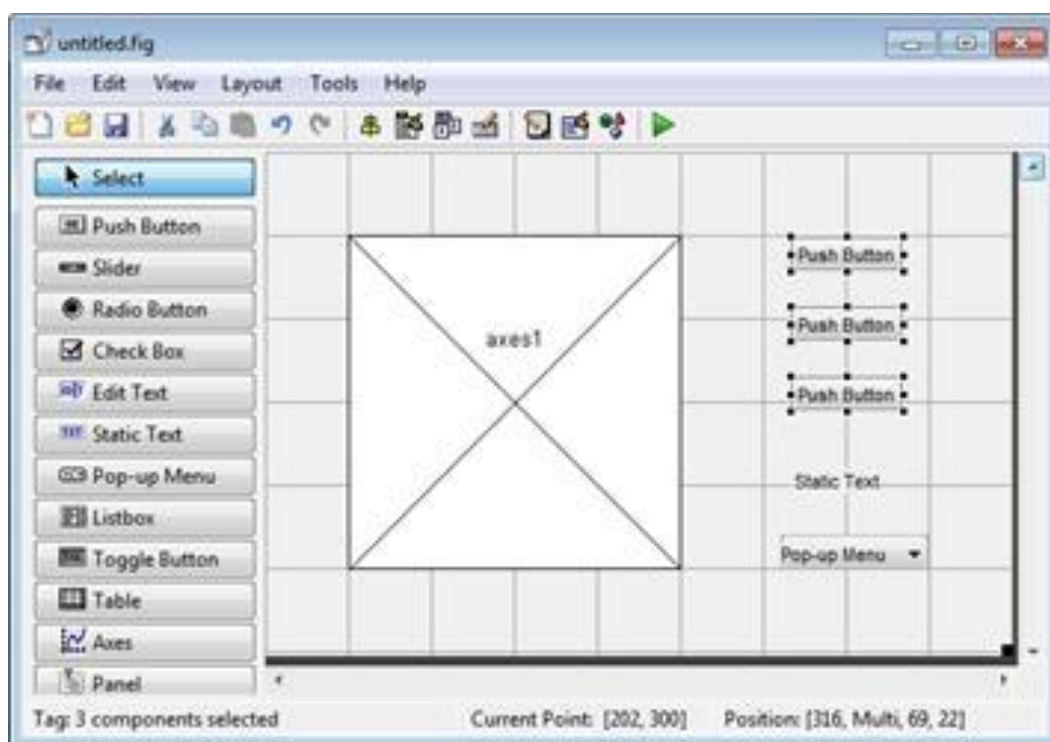 untitled.fig
File Edit View Layout Tools Help
Select
Push Button
Slider
Radio Button
Check Box
Edit Text
Static Text
Pop-up Menu
Listbox
Toggle Button
Table
Axes
Panel
axes1
Push Button
Push Button
Push Button
Static Text
Pop-up Menu
Tag: 3 components selected Current Point: [202, 300] Position: [316, Multi, 69, 22]